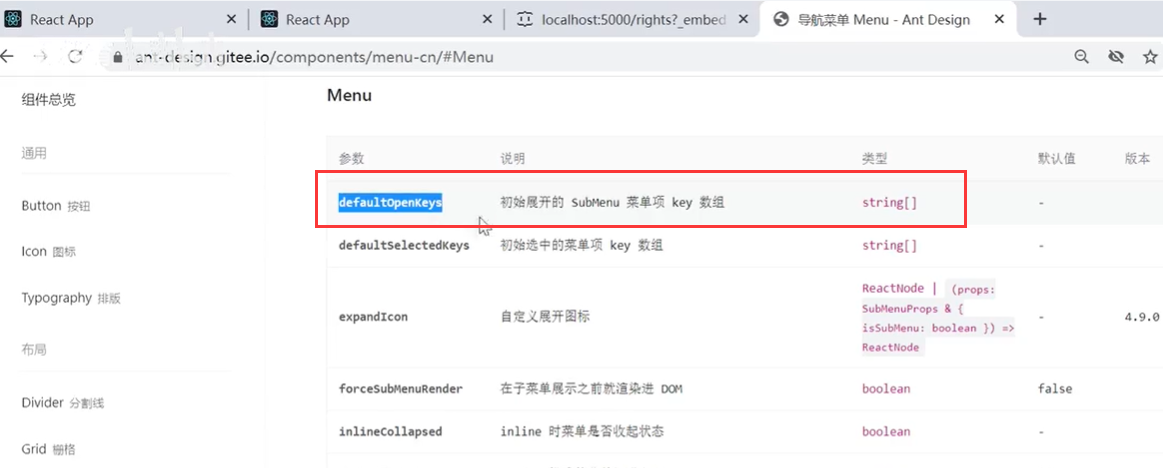 React App
React App
localhost:5000/rights?_embed
导航菜单 Menu - Ant Design
ant-design.gitee.io/components/menu-cn/#Menu
组件总览
通用
Button 按钮
Icon 图标
Typography 排版
布局
Divider 分割线
Grid 栅格
Menu
参数 说明 类型 默认值 版本
defaultOpenKeys 初始展开的 SubMenu 菜单项 key 数组 string[] -
defaultSelectedKeys 初始选中的菜单项 key 数组 string[] -
expandIcon 自定义展开图标 - 4.9.0
ReactNode | (props:
SubMenuProps & {
isSubMenu: boolean }) =>
ReactNode
forceSubMenuRender 在子菜单展示之前就渲染进 DOM boolean false
inlineCollapsed inline 时菜单是否收起状态 boolean -